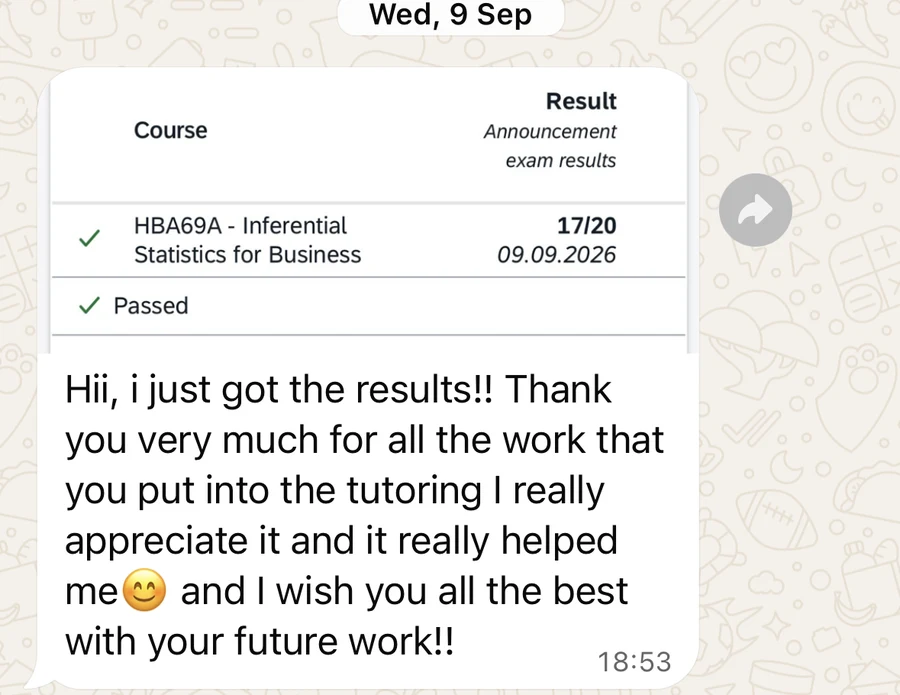 Wed, 9 Sep
Course
Result
Announcement
exam results
HBA69A - Inferential
Statistics for Business
17/20
09.09.2026
Passed
Hii, i just got the results!! Thank
you very much for all the work that
you put into the tutoring I really
appreciate it and it really helped
me😊 and I wish you all the best
with your future work!!
18:53